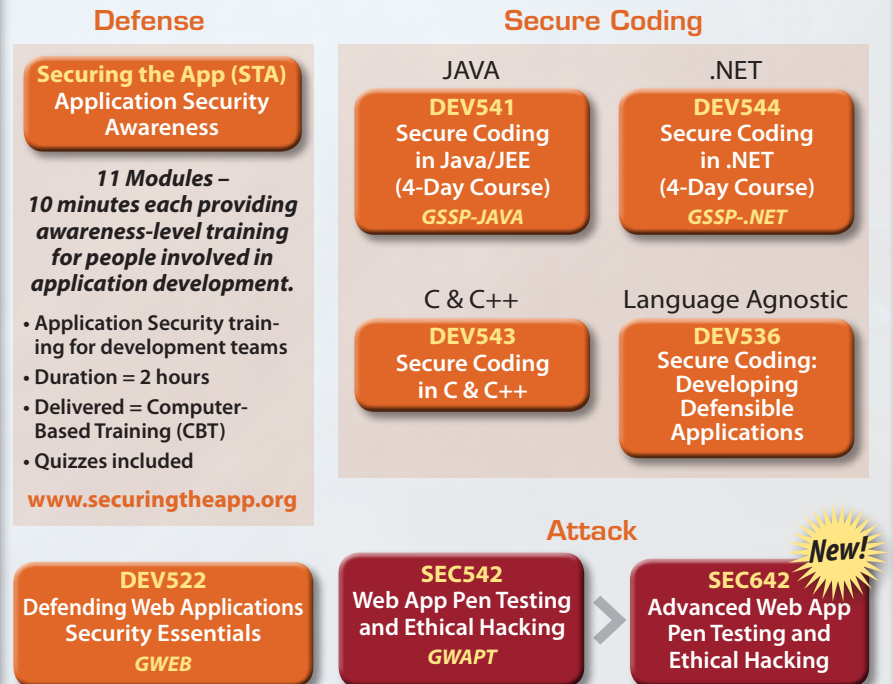 Defense
Securing the App (STA)
Application Security
Awareness
11 Modules –
10 minutes each providing
awareness-level training
for people involved in
application development.
• Application Security train-
ing for development teams
• Duration = 2 hours
• Delivered = Computer-
Based Training (CBT)
• Quizzes included
www.securingtheapp.org
DEV522
Defending Web Applications
Security Essentials
GWEB
Secure Coding
JAVA
DEV541
Secure Coding
in Java/JEE
(4-Day Course)
GSSP-JAVA
.NET
DEV544
Secure Coding
in .NET
(4-Day Course)
GSSP-.NET
C & C++
DEV543
Secure Coding
in C & C++
Language Agnostic
DEV536
Secure Coding:
Developing
Defensible
Applications
Attack
SEC542
Web App Pen Testing
and Ethical Hacking
GWAPT
New!
SEC642
Advanced Web App
Pen Testing and
Ethical Hacking